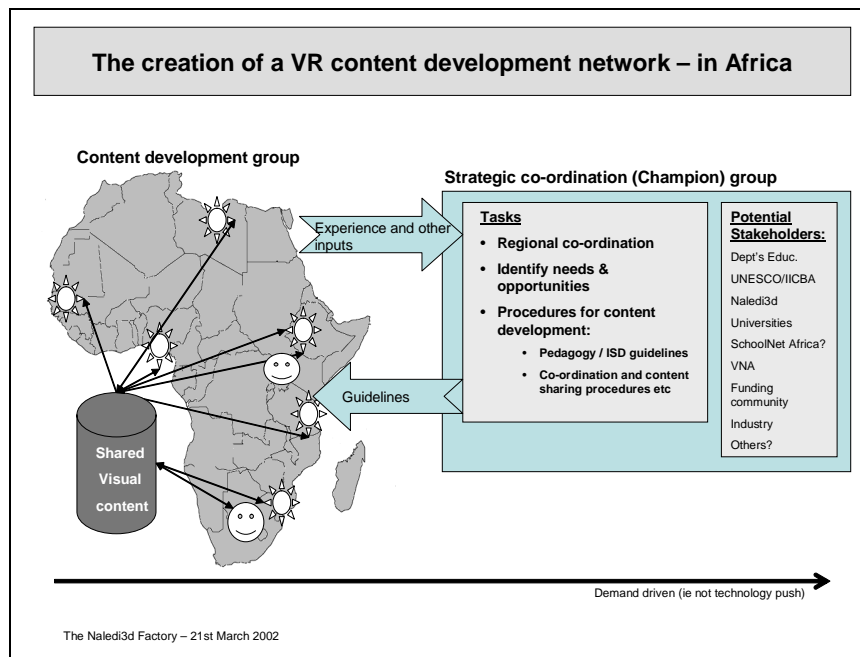 The creation of a VR content development network – in Africa
Content development group
Strategic co-ordination (Champion) group
Experience and other
inputs
Guidelines
Shared
Visual
content
Tasks
• Regional co-ordination
• Identify needs &
opportunities
• Procedures for content
development:
• Pedagogy / ISD guidelines
• Co-ordination and content
sharing procedures etc
Potential
Stakeholders:
Dept's Educ.
UNESCO/IICBA
Naledi3d
Universities
SchoolNet Africa?
VNA
Funding
community
Industry
Others?
Demand driven (ie not technology push)
The Naledi3d Factory – 21st March 2002